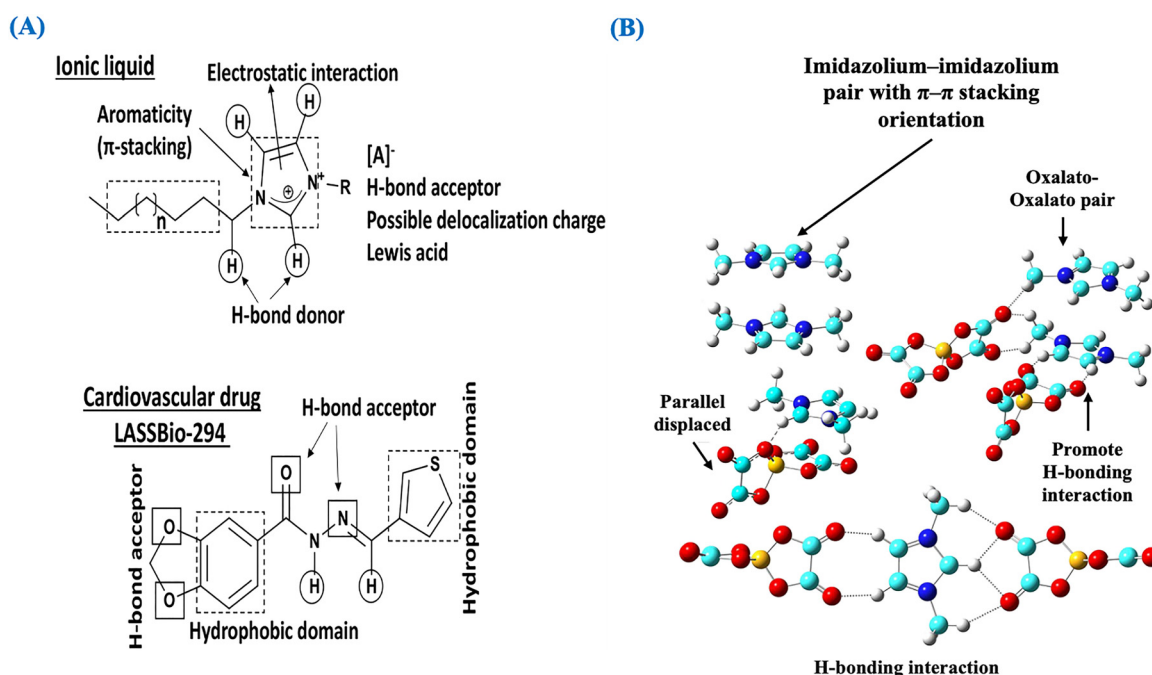 (A)
Ionic liquid
Electrostatic interaction
Aromaticity
(π-stacking)
H
H
[A]-
N+–R
H-bond acceptor
N
⊕
( )n
Possible delocalization charge
Lewis acid
H
H
H-bond donor
Cardiovascular drug
LASSBio-294
H-bond acceptor
H-bond acceptor
O
O
O
N
N
H
H
S
Hydrophobic domain
Hydrophobic domain
(B)
Imidazolium–imidazolium
pair with π–π stacking
orientation
Oxalato-
Oxalato pair
Parallel
displaced
Promote
H-bonding
interaction
H-bonding interaction